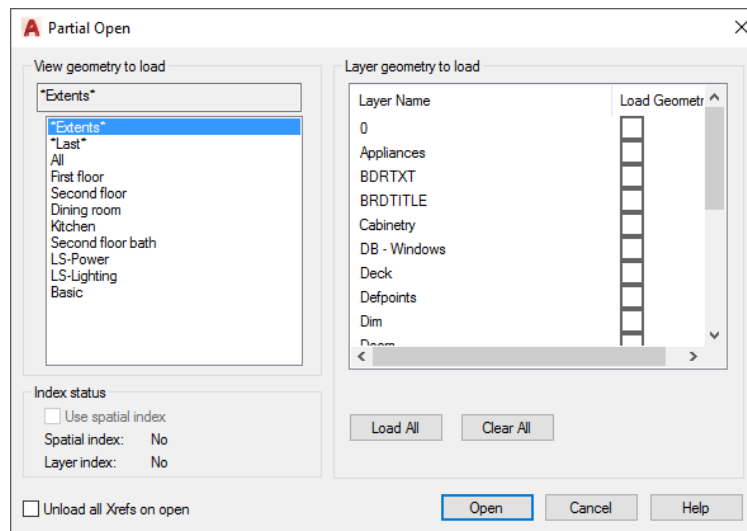 Partial Open
View geometry to load
*Extents*
*Extents*
*Last*
All
First floor
Second floor
Dining room
Kitchen
Second floor bath
LS-Power
LS-Lighting
Basic
Index status
Use spatial index
Spatial index: No
Layer index: No
Unload all Xrefs on open
Layer geometry to load
Layer Name Load Geometr
0
Appliances
BDRTXT
BRDTITLE
Cabinetry
DB - Windows
Deck
Defpoints
Dim
Load All Clear All
Open Cancel Help